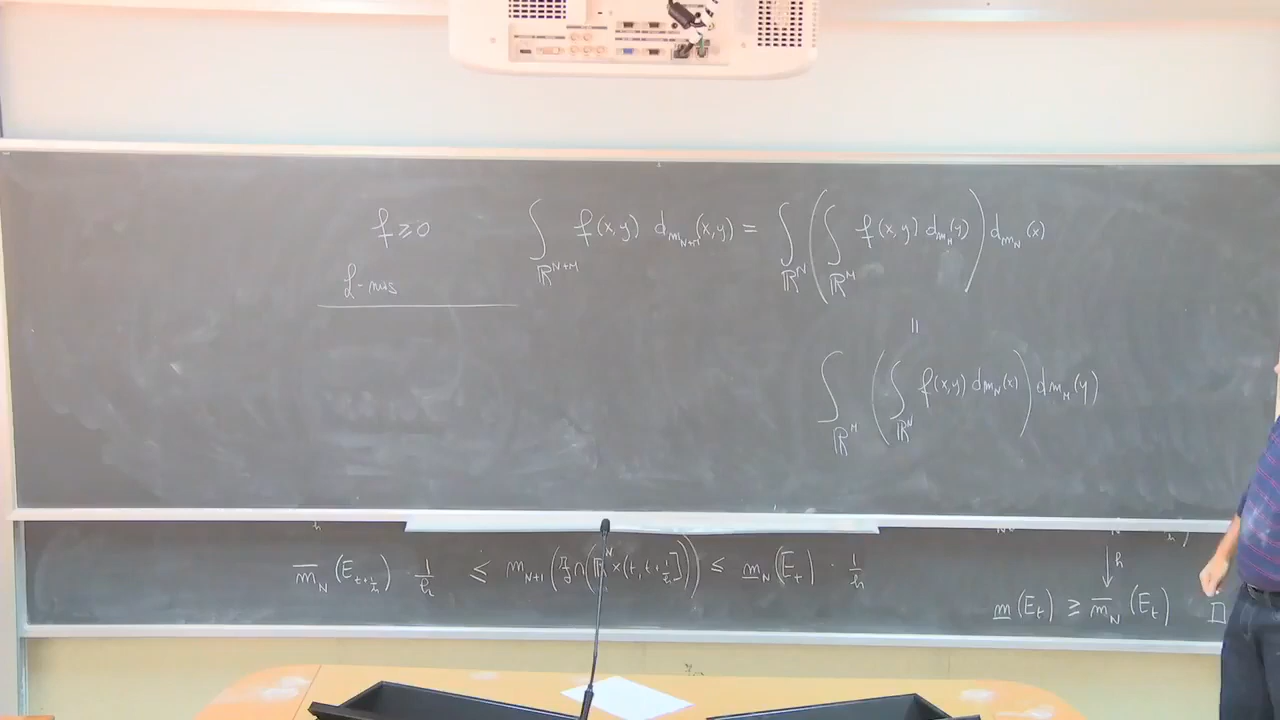 f ≥ 0   ∫_{ℝ^{N+M}} f(x,y) dm_{N+M}(x,y) = ∫_{ℝ^N} ( ∫_{ℝ^M} f(x,y) dm_M(y) ) dm_N(x)
ℒ-mis
||
∫_{ℝ^M} ( ∫_{ℝ^N} f(x,y) dm_N(x) ) dm_M(y)
h
m̅_N (E_{t+1/h}) · 1/h ≤ m_{N+1} ( ∩ (ℝ^N × (t, t+1/h]) ) ≤ m̲_N (E_t) · 1/h
↓ h
m̲(E_t) ≥ m̅_N(E_t) □